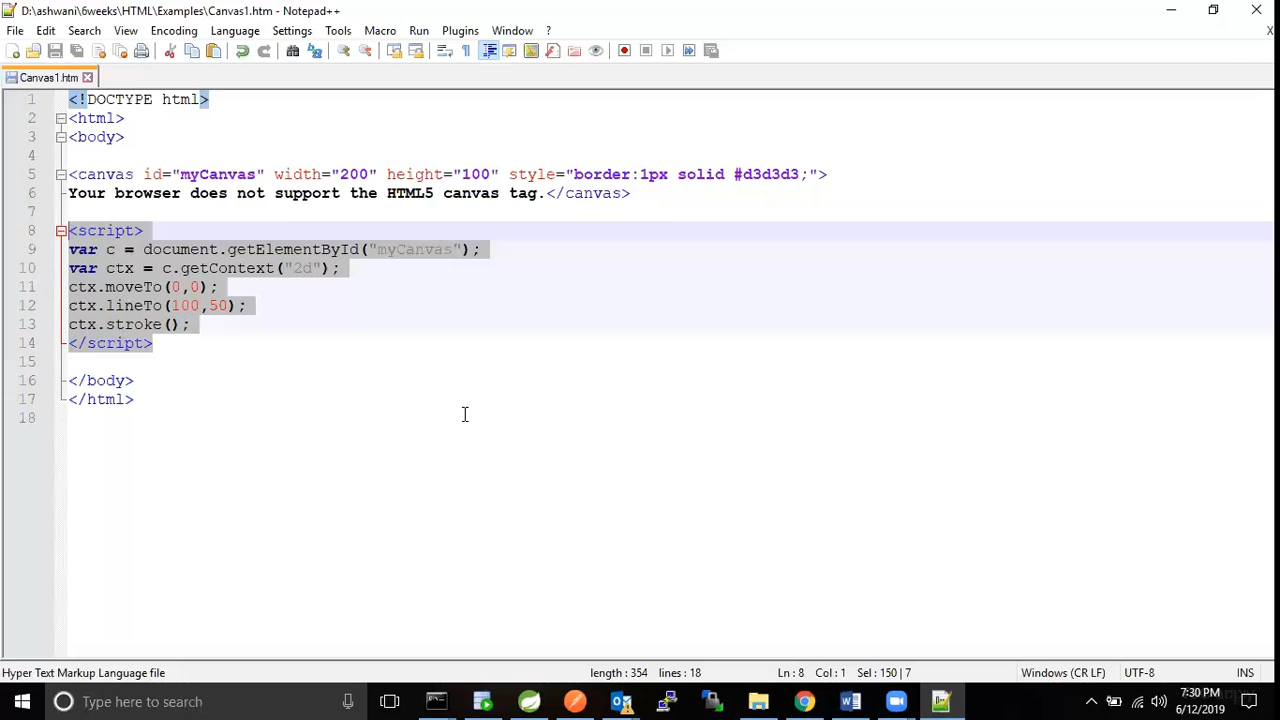 D:\ashwani\6weeks\HTML\Examples\Canvas1.htm - Notepad++
File Edit Search View Encoding Language Settings Tools Macro Run Plugins Window ? X
Canvas1.htm
1 <!DOCTYPE html>
2 <html>
3 <body>
4
5 <canvas id="myCanvas" width="200" height="100" style="border:1px solid #d3d3d3;">
6 Your browser does not support the HTML5 canvas tag.</canvas>
7
8 <script>
9 var c = document.getElementById("myCanvas");
10 var ctx = c.getContext("2d");
11 ctx.moveTo(0,0);
12 ctx.lineTo(100,50);
13 ctx.stroke();
14 </script>
15
16 </body>
17 </html>
18
Hyper Text Markup Language file length : 354 lines : 18 Ln : 8 Col : 1 Sel : 150 | 7 Windows (CR LF) UTF-8 INS
Type here to search 7:30 PM
6/12/2019